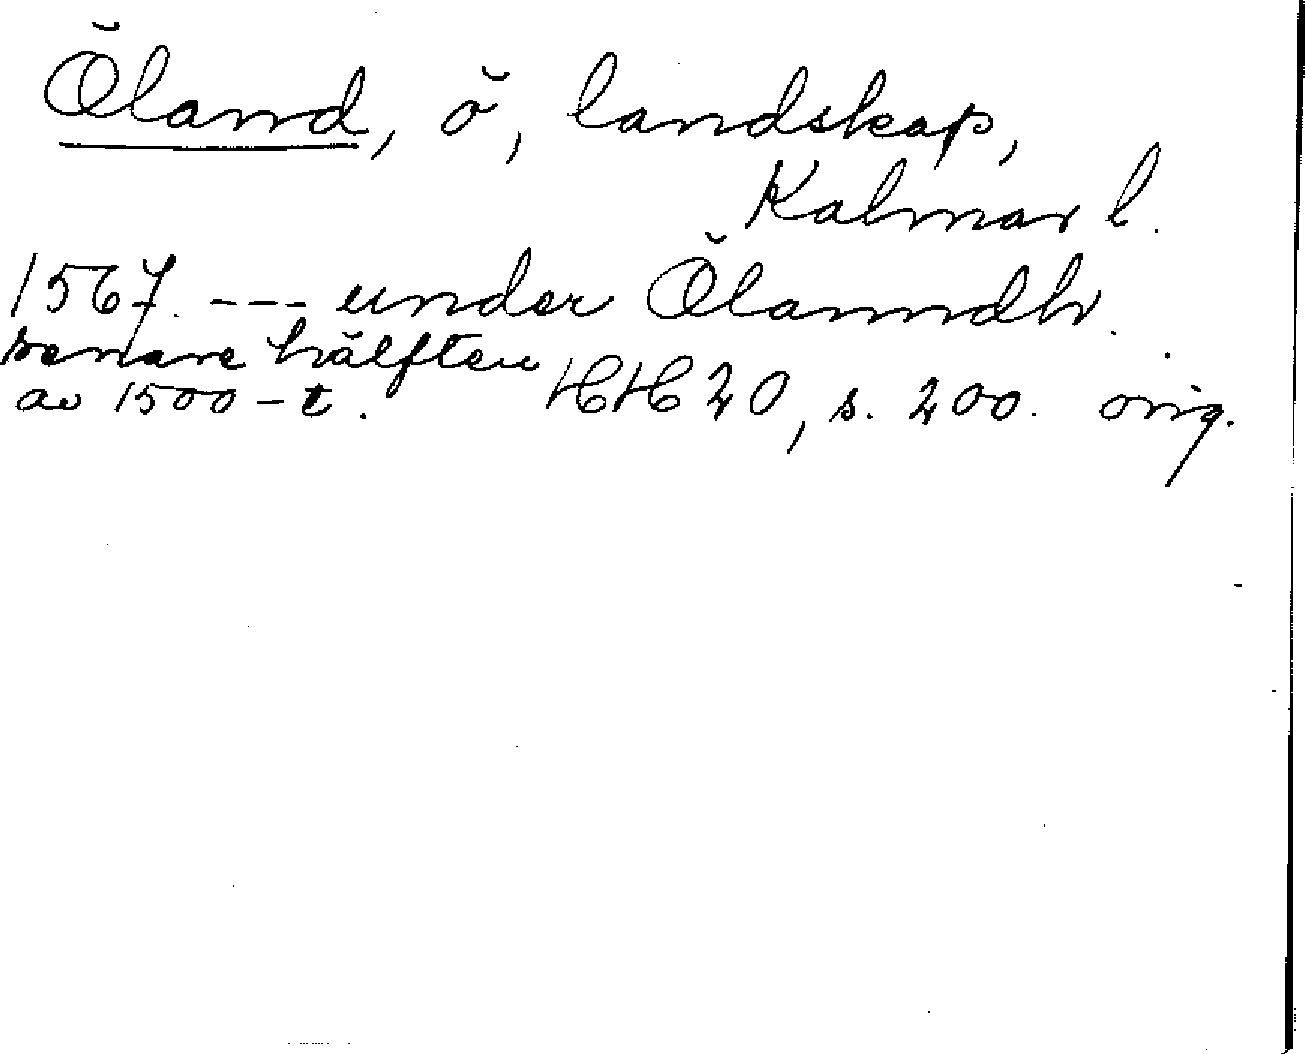 Öland, ö, landskap,
Kalmar l.
1567. --- under Ölanndh.
senare hälften
av 1500-t. HH 20, s. 200. orig.